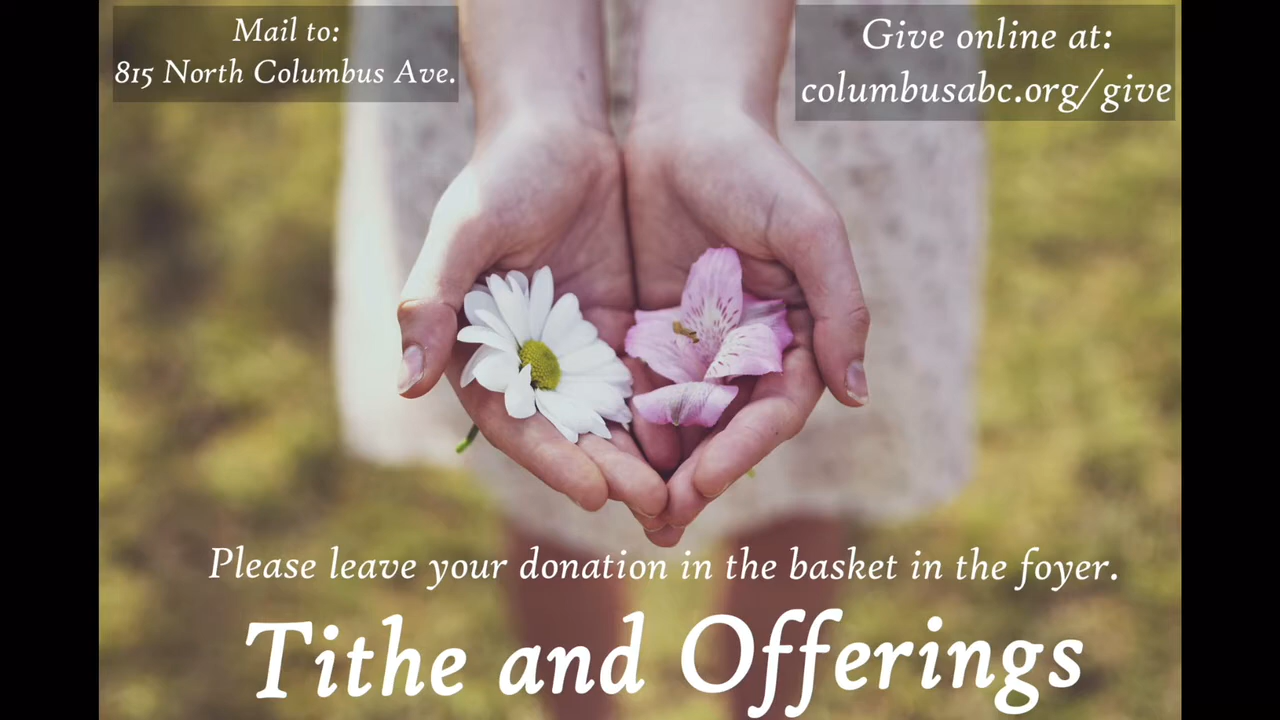 Mail to:
815 North Columbus Ave.
Give online at:
columbusabc.org/give
Please leave your donation in the basket in the foyer.
Tithe and Offerings